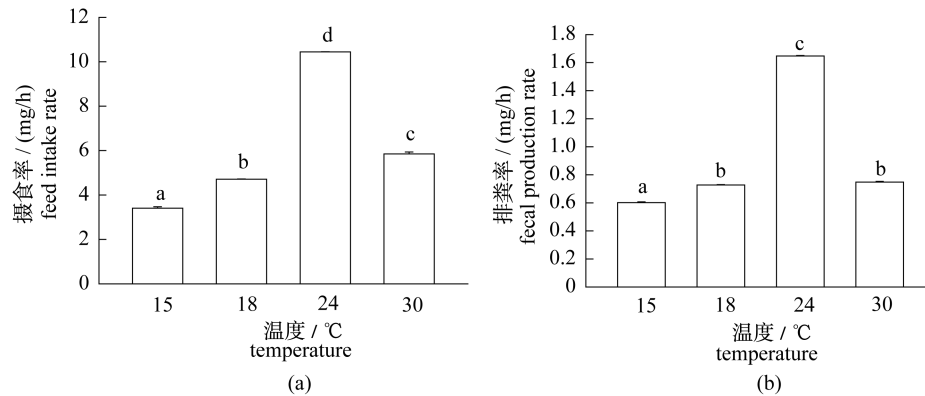 摄食率 / (mg/h)
feed intake rate
12
10
8
6
4
2
0
a
b
d
c
15
18
24
30
温度 / ℃
temperature
(a)
排粪率 / (mg/h)
fecal production rate
1.8
1.6
1.4
1.2
1.0
0.8
0.6
0.4
0.2
0
a
b
c
b
15
18
24
30
温度 / ℃
temperature
(b)